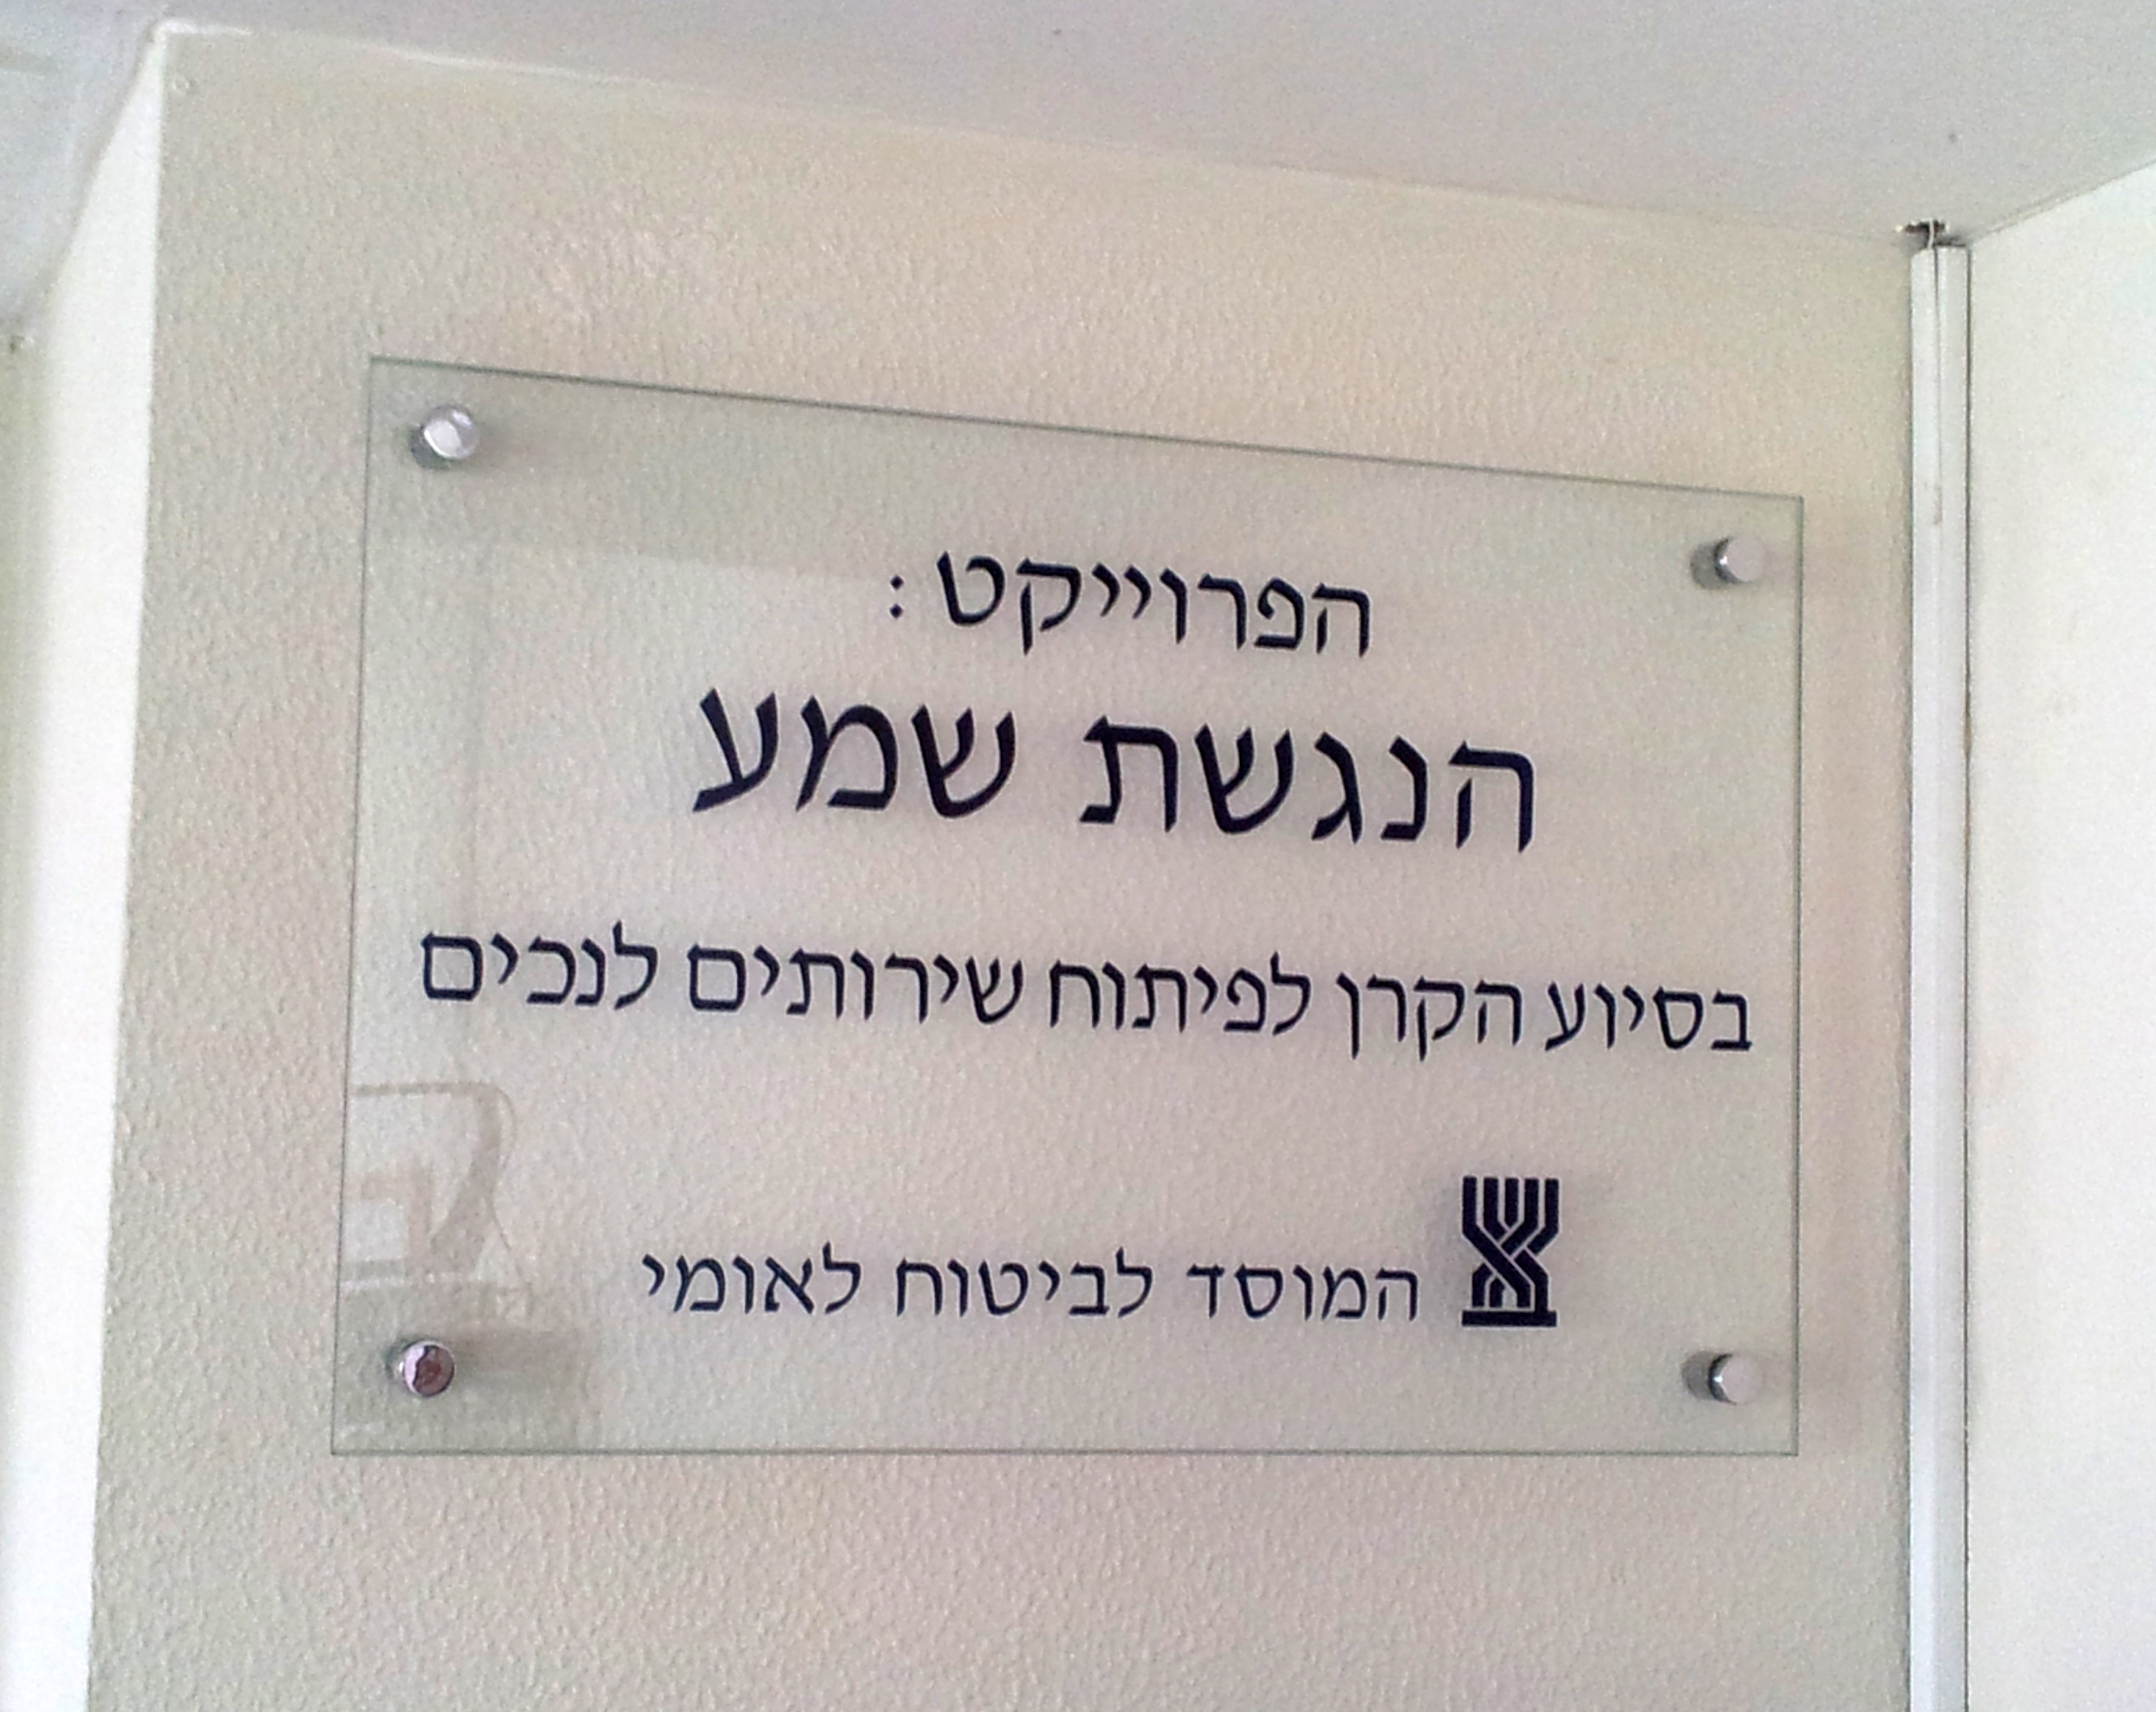 הפרוייקט :
הנגשת שמע
בסיוע הקרן לפיתוח שירותים לנכים
המוסד לביטוח לאומי